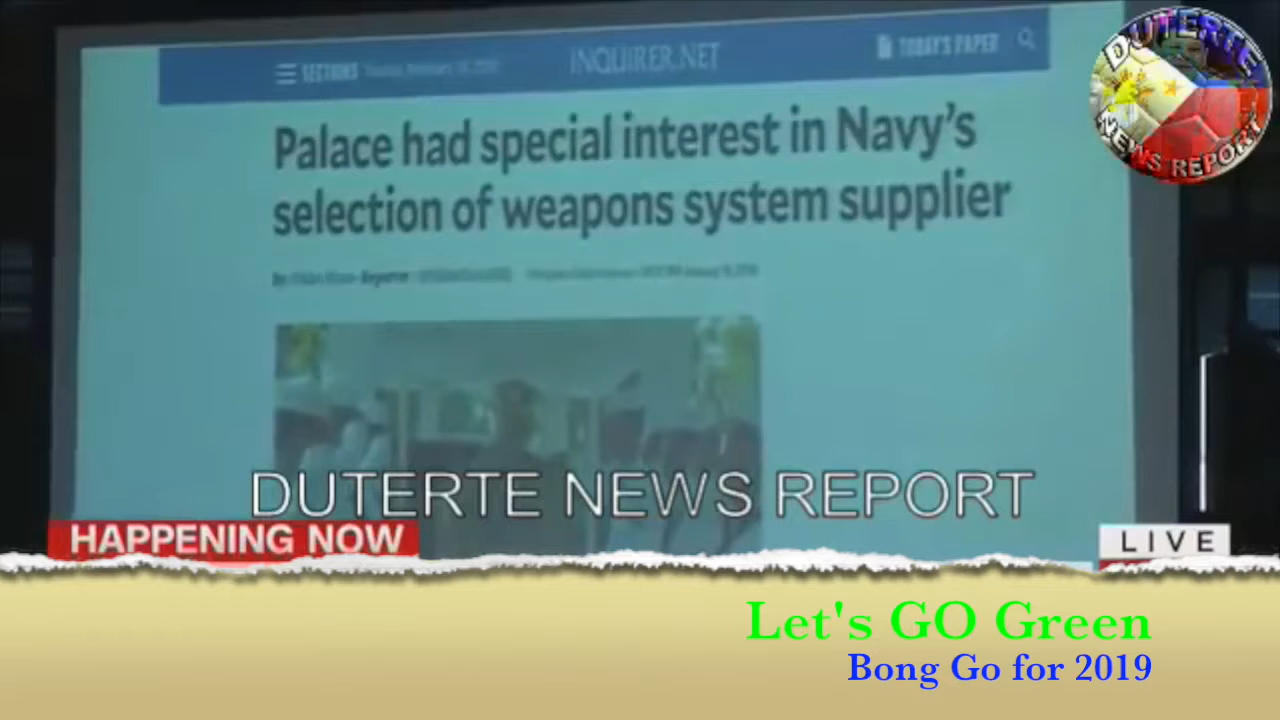 SECTIONS
INQUIRER.NET
TODAY'S PAPER
DUTERTE
NEWS REPORT
Palace had special interest in Navy's
selection of weapons system supplier
DUTERTE NEWS REPORT
HAPPENING NOW
LIVE
Let's GO Green
Bong Go for 2019